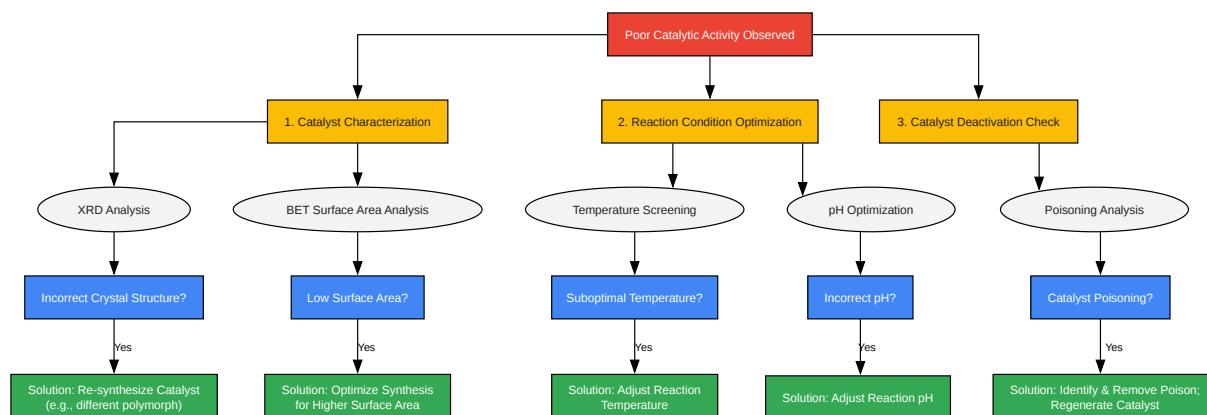 Poor Catalytic Activity Observed
1. Catalyst Characterization
2. Reaction Condition Optimization
3. Catalyst Deactivation Check
XRD Analysis
BET Surface Area Analysis
Temperature Screening
pH Optimization
Poisoning Analysis
Incorrect Crystal Structure?
Low Surface Area?
Suboptimal Temperature?
Incorrect pH?
Catalyst Poisoning?
Yes
Yes
Yes
Yes
Yes
Solution: Re-synthesize Catalyst
(e.g., different polymorph)
Solution: Optimize Synthesis
for Higher Surface Area
Solution: Adjust Reaction
Temperature
Solution: Adjust Reaction pH
Solution: Identify & Remove Poison;
Regenerate Catalyst